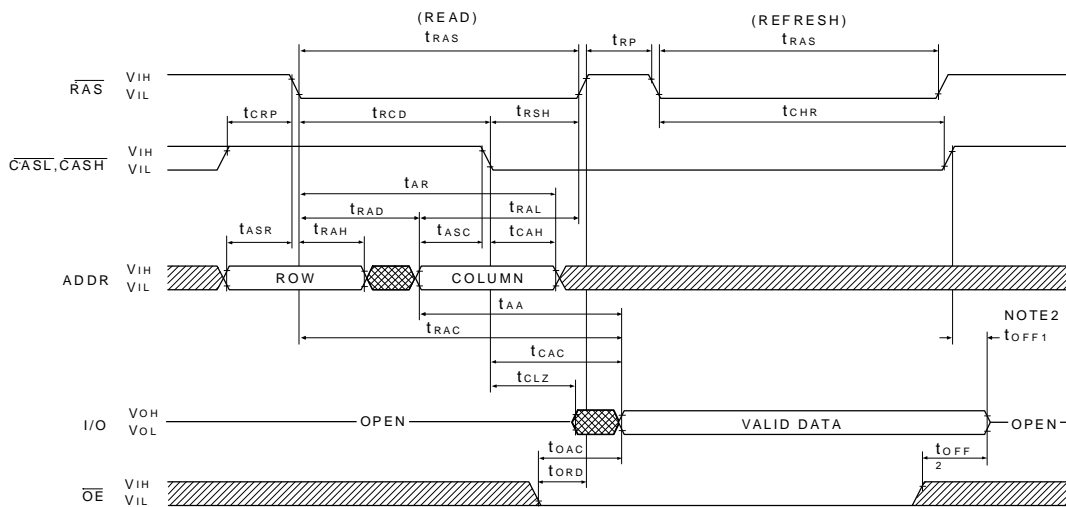 (READ) (REFRESH)
tRAS tRP tRAS
RAS VIH
VIL
tCRP tRCD tRSH tCHR
CASL,CASH VIH
VIL
tAR
tRAD tRAL
tASR tRAH tASC tCAH
ADDR VIH
VIL
ROW COLUMN
tAA
NOTE2
tRAC tOFF1
tCAC
tCLZ
I/O VOH
VOL
OPEN VALID DATA OPEN
tOAC tOFF
2
tORD
OE VIH
VIL